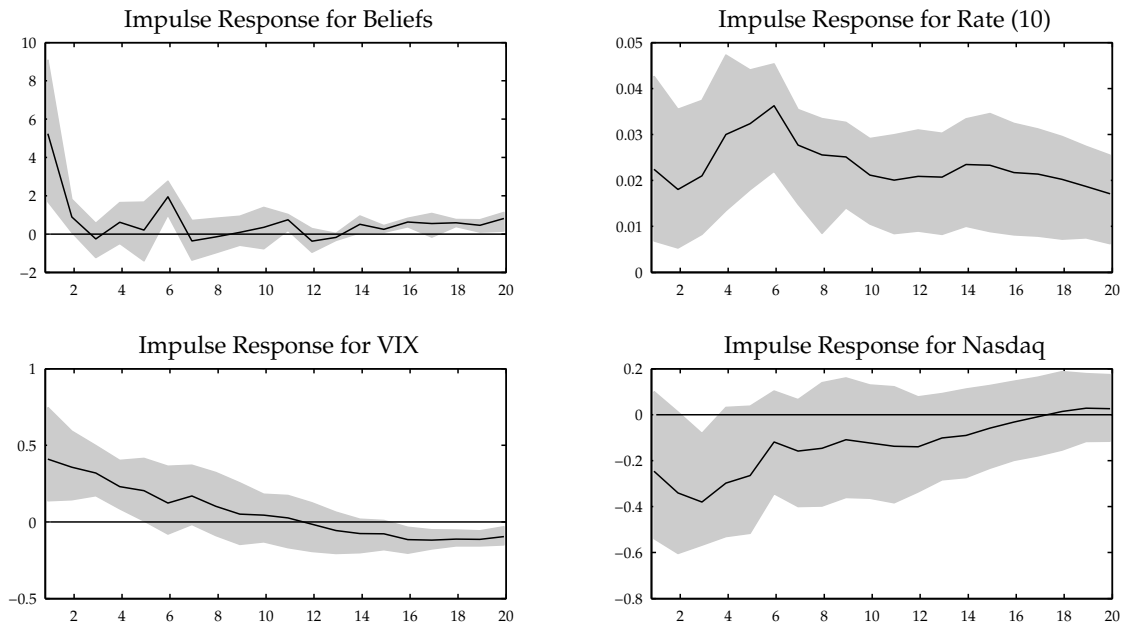 Impulse Response for Beliefs
10
8
6
4
2
0
−2
2 4 6 8 10 12 14 16 18 20
Impulse Response for Rate (10)
0.05
0.04
0.03
0.02
0.01
0
2 4 6 8 10 12 14 16 18 20
Impulse Response for VIX
1
0.5
0
−0.5
2 4 6 8 10 12 14 16 18 20
Impulse Response for Nasdaq
0.2
0
−0.2
−0.4
−0.6
−0.8
2 4 6 8 10 12 14 16 18 20